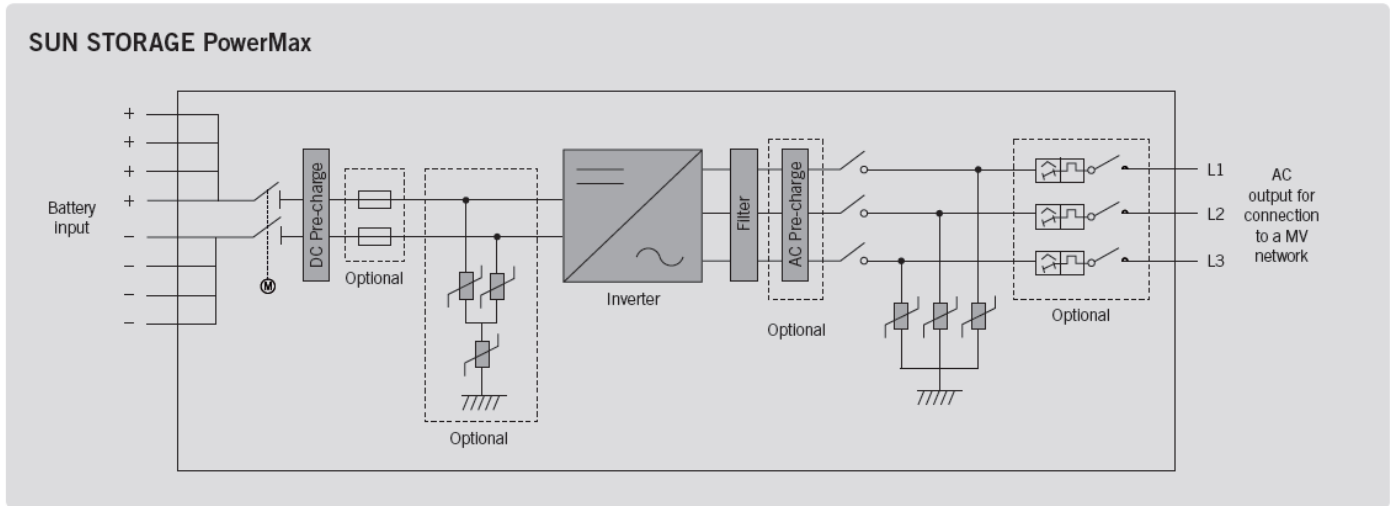 SUN STORAGE PowerMax
+
+
+
+
Battery
input
−
−
−
−
M
DC Pre-charge
Optional
Optional
Inverter
Filter
AC Pre-charge
Optional
Optional
L1
L2
L3
AC
output for
connection
to a MV
network